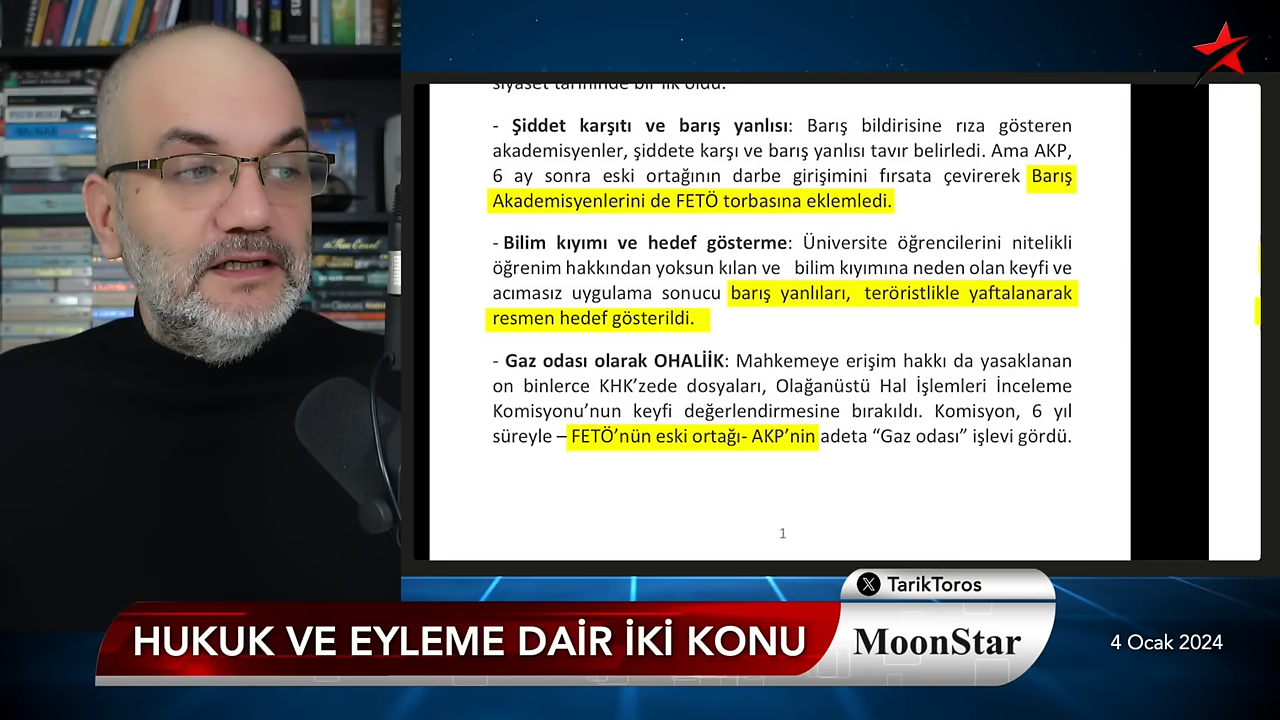 siyaset tarihinde bir ilk oldu.
- Şiddet karşıtı ve barış yanlısı: Barış bildirisine rıza gösteren
akademisyenler, şiddete karşı ve barış yanlısı tavır belirledi. Ama AKP,
6 ay sonra eski ortağının darbe girişimini fırsata çevirerek Barış
Akademisyenlerini de FETÖ torbasına eklemledi.
- Bilim kıyımı ve hedef gösterme: Üniversite öğrencilerini nitelikli
öğrenim hakkından yoksun kılan ve bilim kıyımına neden olan keyfi ve
acımasız uygulama sonucu barış yanlıları, teröristlikle yaftalanarak
resmen hedef gösterildi.
- Gaz odası olarak OHALİİK: Mahkemeye erişim hakkı da yasaklanan
on binlerce KHK’zede dosyaları, Olağanüstü Hal İşlemleri İnceleme
Komisyonu’nun keyfi değerlendirmesine bırakıldı. Komisyon, 6 yıl
süreyle – FETÖ’nün eski ortağı- AKP’nin adeta “Gaz odası” işlevi gördü.
1
TarikToros
HUKUK VE EYLEME DAİR İKİ KONU
MoonStar
4 Ocak 2024